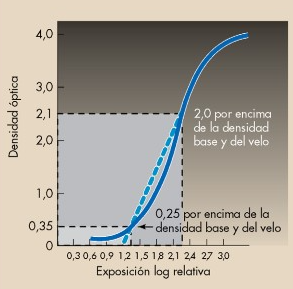 4,0
3,0
2,1
2,0
1,0
0,35
0
Densidad óptica
2,0 por encima
de la densidad
base y del velo
0,25 por encima de la
densidad base y del velo
0,3 0,6 0,9 1,2 1,5 1,8 2,1 2,4 2,7 3,0
Exposición log relativa